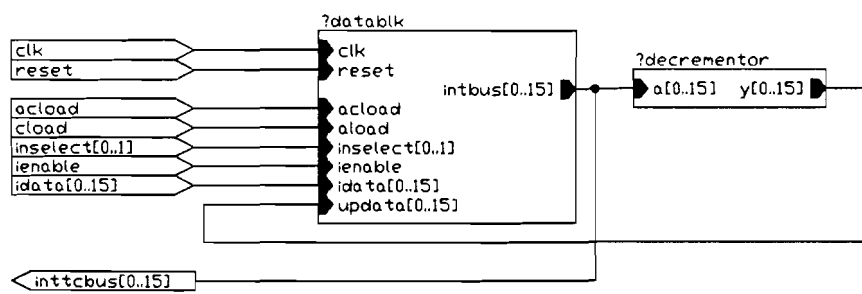 ?datablk
clk
reset
acload
cload
inselect[0..1]
ienable
idata[0..15]
clk
reset
intbus[0..15]
acload
aload
inselect[0..1]
ienable
idata[0..15]
updata[0..15]
?decrementor
a[0..15] y[0..15]
inttcbus[0..15]